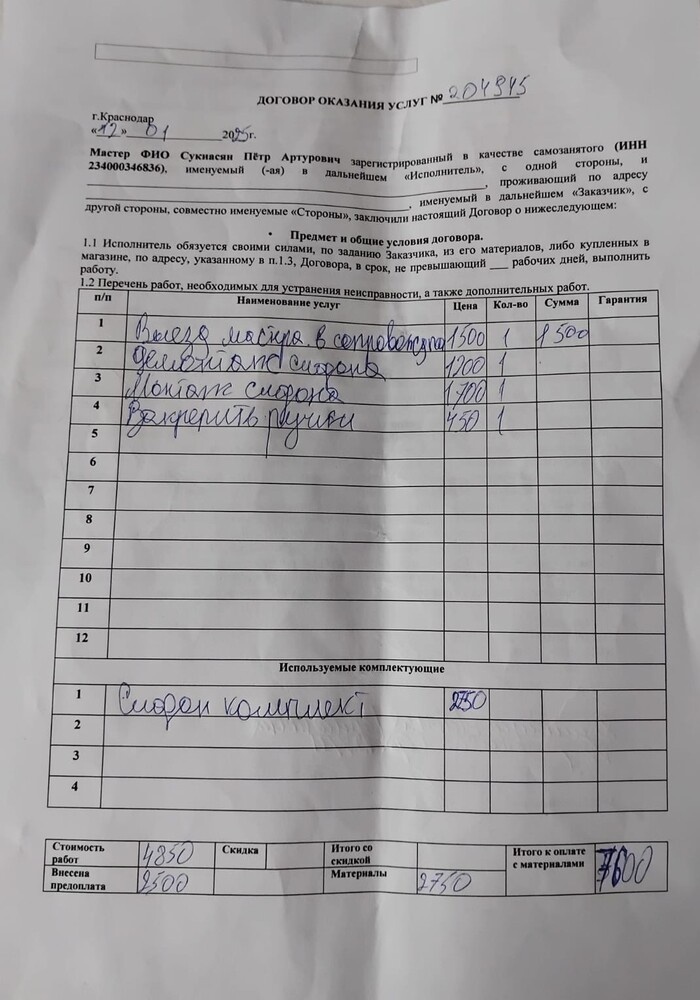 ДОГОВОР ОКАЗАНИЯ УСЛУГ № 204945
г.Краснодар
«12» 01 2025г.
Мастер ФИО Сукиасян Пётр Артурович зарегистрированный в качестве самозанятого (ИНН
234000346836), именуемый (-ая) в дальнейшем «Исполнитель», с одной стороны, и
, проживающий по адресу
, именуемый в дальнейшем «Заказчик», с
другой стороны, совместно именуемые «Стороны», заключили настоящий Договор о нижеследующем:
• Предмет и общие условия договора.
1.1 Исполнитель обязуется своими силами, по заданию Заказчика, из его материалов, либо купленных в
магазине, по адресу, указанному в п.1.3, Договора, в срок, не превышающий ___ рабочих дней, выполнить
работу.
1.2 Перечень работ, необходимых для устранения неисправности, а также дополнительных работ.
п/п Наименование услуг Цена Кол-во Сумма Гарантия
1 Выезд мастера в 1500 1 1500
2 Демонтаж сифона 1200 1
3 Монтаж сифона 1700 1
4 Закрепить ручки 450 1
5
6
7
8
9
10
11
12
Используемые комплектующие
1 Сифон комплект 2750
2
3
4
Стоимость работ 4850 Скидка Итого со скидкой Итого к оплате с материалами 7600
Внесена предоплата 2500 Материалы 2750